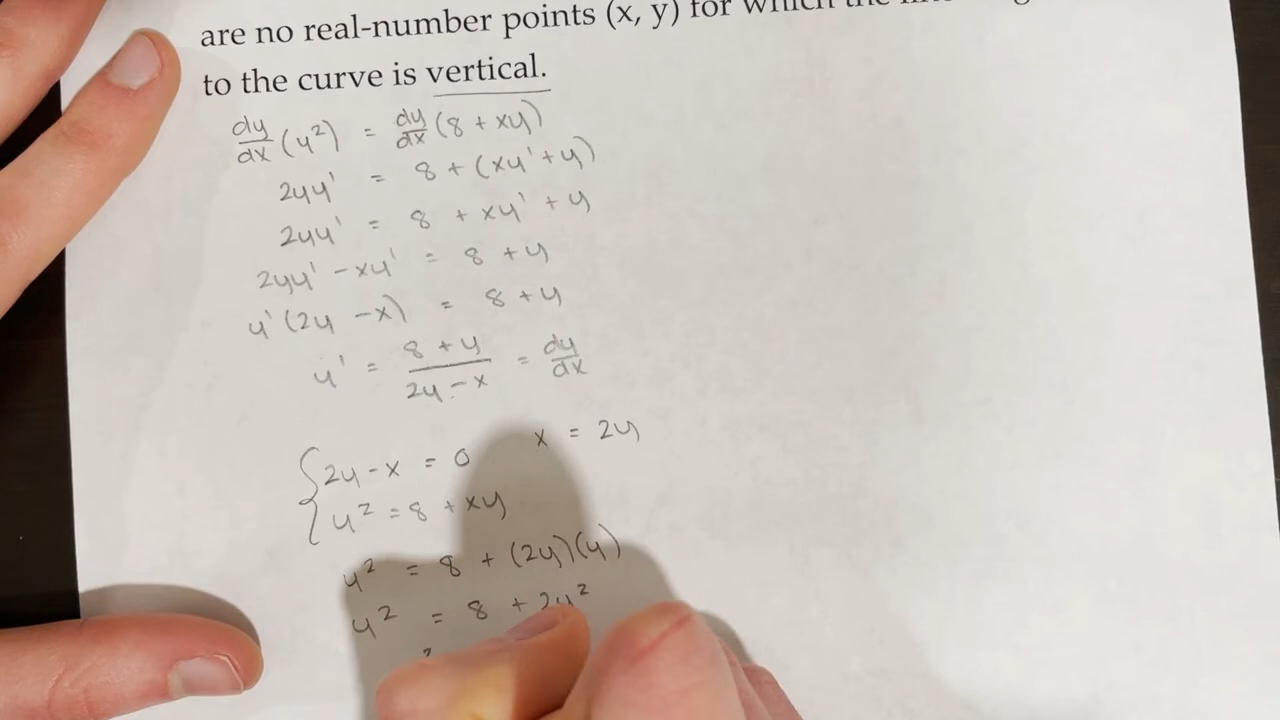 are no real-number points (x, y) for which the
to the curve is vertical.
dy/dx (y²) = dy/dx (8 + xy)
2yy' = 8 + (xy' + y)
2yy' = 8 + xy' + y
2yy' - xy' = 8 + y
y' (2y - x) = 8 + y
y' = 8 + y / 2y - x = dy/dx
{ 2y - x = 0 x = 2y
y² = 8 + xy
y² = 8 + (2y)(y)
y² = 8 + 2y²